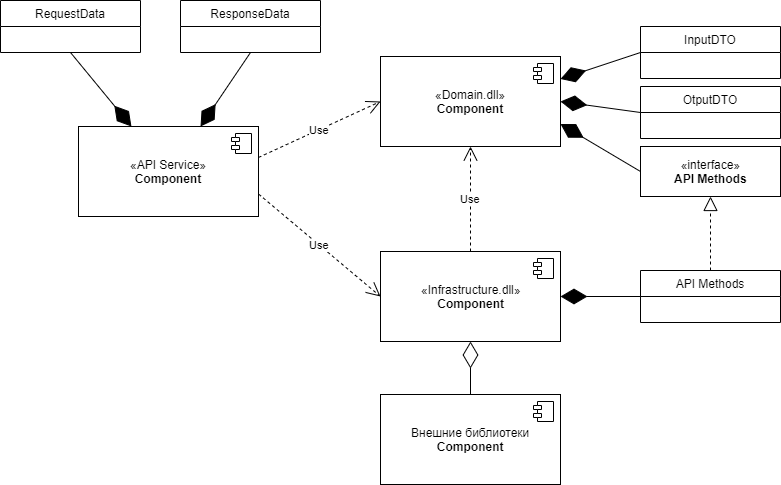 RequestData
ResponseData
InputDTO
«Domain.dll»
Component
OtputDTO
Use
«API Service»
Component
«interface»
API Methods
Use
Use
«Infrastructure.dll»
Component
API Methods
Внешние библиотеки
Component